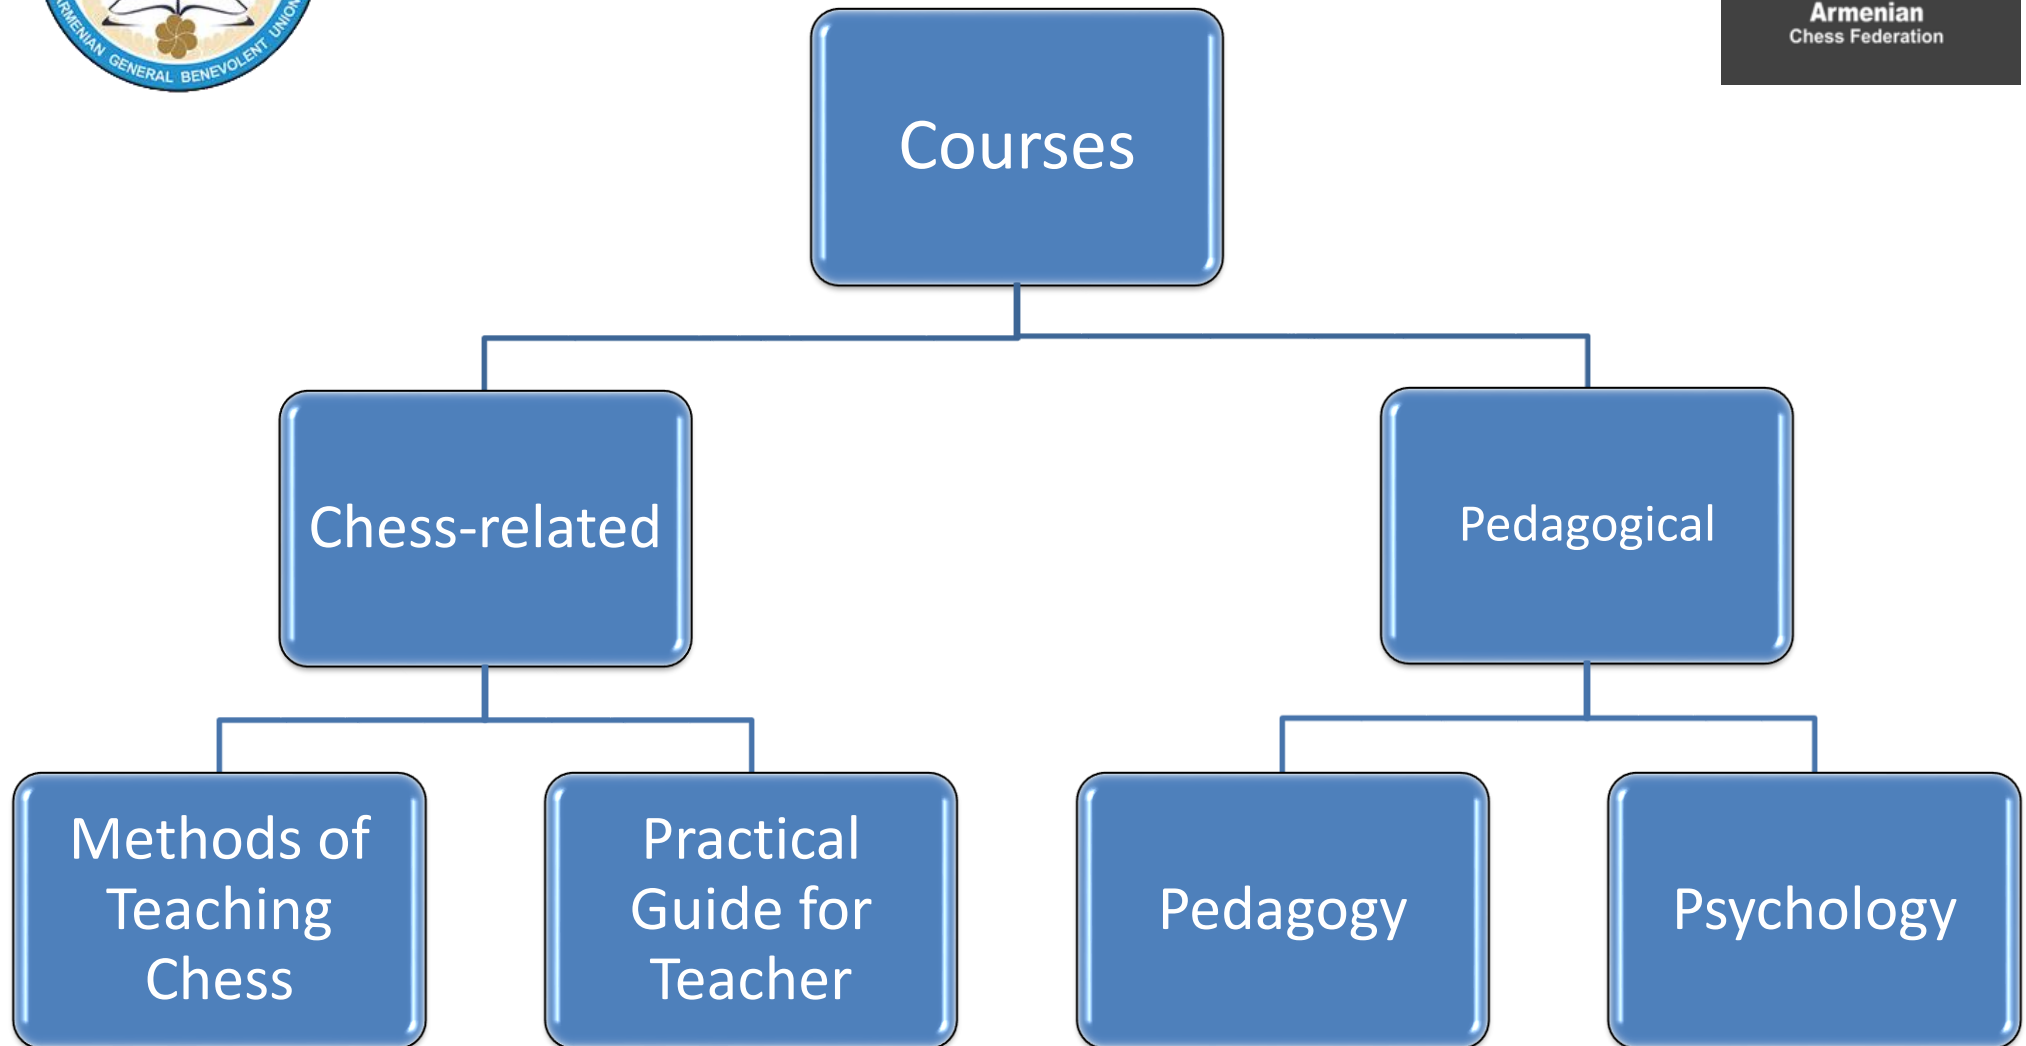 ARMENIAN GENERAL BENEVOLENT UNION
Armenian
Chess Federation
Courses
Chess-related
Pedagogical
Methods of
Teaching
Chess
Practical
Guide for
Teacher
Pedagogy
Psychology